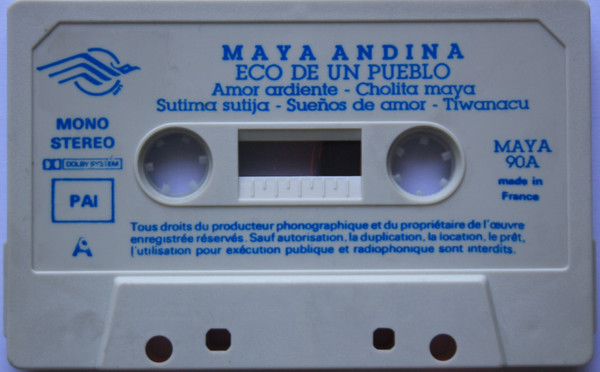 MAYA ANDINA
ECO DE UN PUEBLO
Amor ardiente - Cholita maya
Sutima sutija - Sueños de amor - Tiwanacu
MONO
STEREO
DOLBY SYSTEM
PAI
A
MAYA
90A
made in
France
Tous droits du producteur phonographique et du propriétaire de l'œuvre
enregistrée réservés. Sauf autorisation, la duplication, la location, le prêt,
l'utilisation pour exécution publique et radiophonique sont interdits.